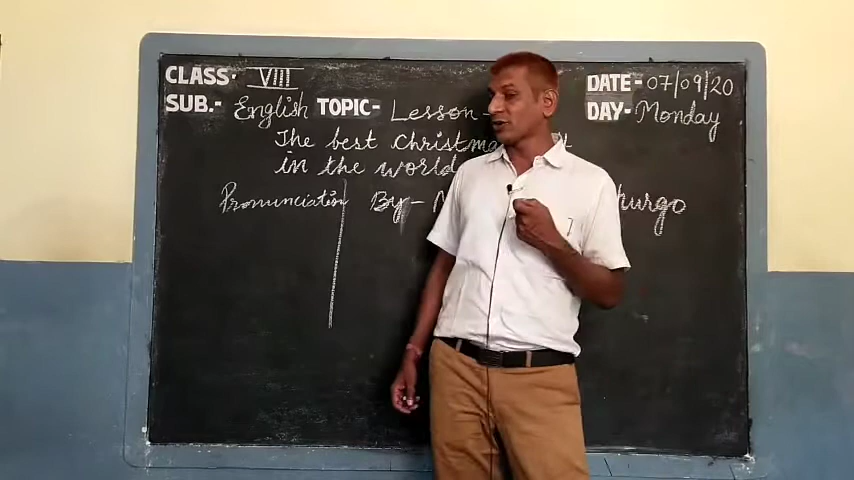 CLASS:- VIII
DATE:- 07/09/20
SUB.- English TOPIC- Lesson-
DAY:- Monday
The best Christma
in the world
Pronunciation By-